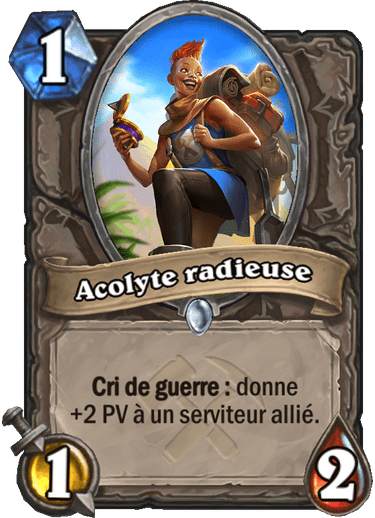 1
Acolyte radieuse
Cri de guerre : donne
+2 PV à un serviteur allié.
1
2